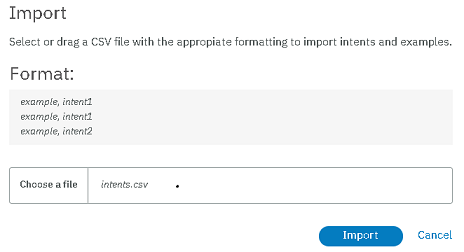 Import
Select or drag a CSV file with the appropiate formatting to import intents and examples.
Format:
example, intent1
example, intent1
example, intent2
Choose a file intents.csv
Import Cancel